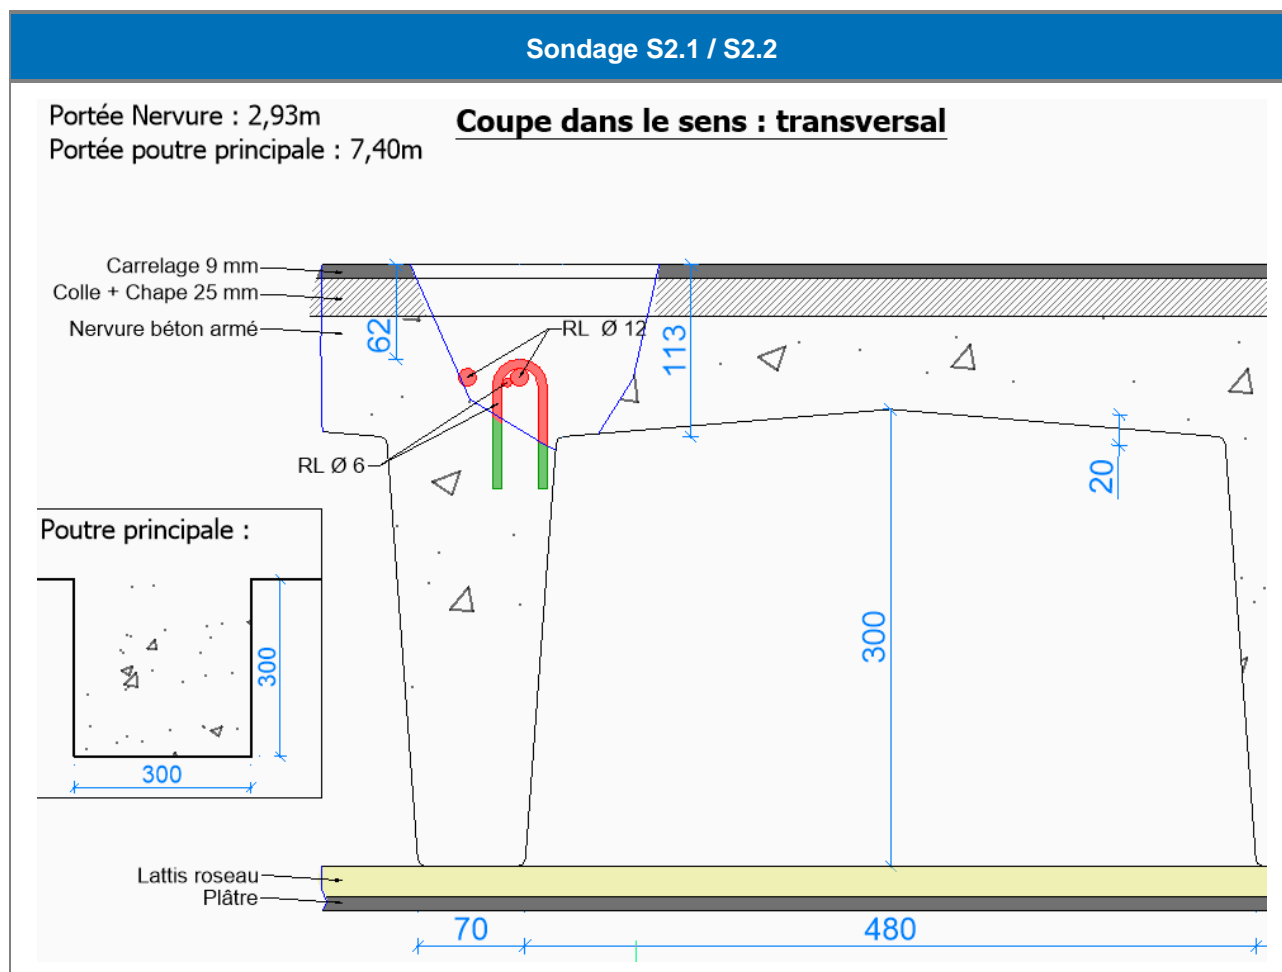 Sondage S2.1 / S2.2
Portée Nervure : 2,93m
Portée poutre principale : 7,40m
Coupe dans le sens : transversal
Carrelage 9 mm
Colle + Chape 25 mm
Nervure béton armé
62
RL Ø 12
113
RL Ø 6
20
Poutre principale :
300
300
300
Lattis roseau
Plâtre
70
480